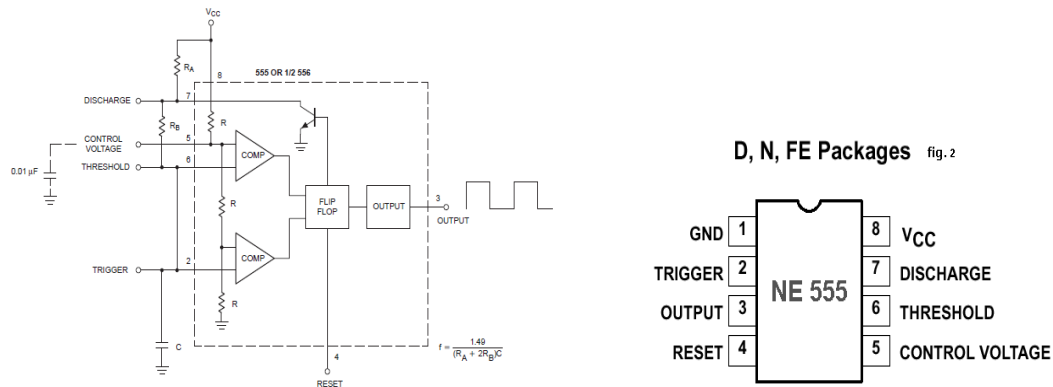 VCC
RA
8
555 OR 1/2 556
DISCHARGE
7
RB
R
CONTROL
VOLTAGE
5
COMP
THRESHOLD
6
0.01 µF
R
FLIP
FLOP
OUTPUT
3
OUTPUT
COMP
TRIGGER
2
R
C
f = 1.49
(RA + 2RB)C
4
RESET
D, N, FE Packages fig. 2
GND 1 8 VCC
TRIGGER 2 7 DISCHARGE
NE 555
OUTPUT 3 6 THRESHOLD
RESET 4 5 CONTROL VOLTAGE